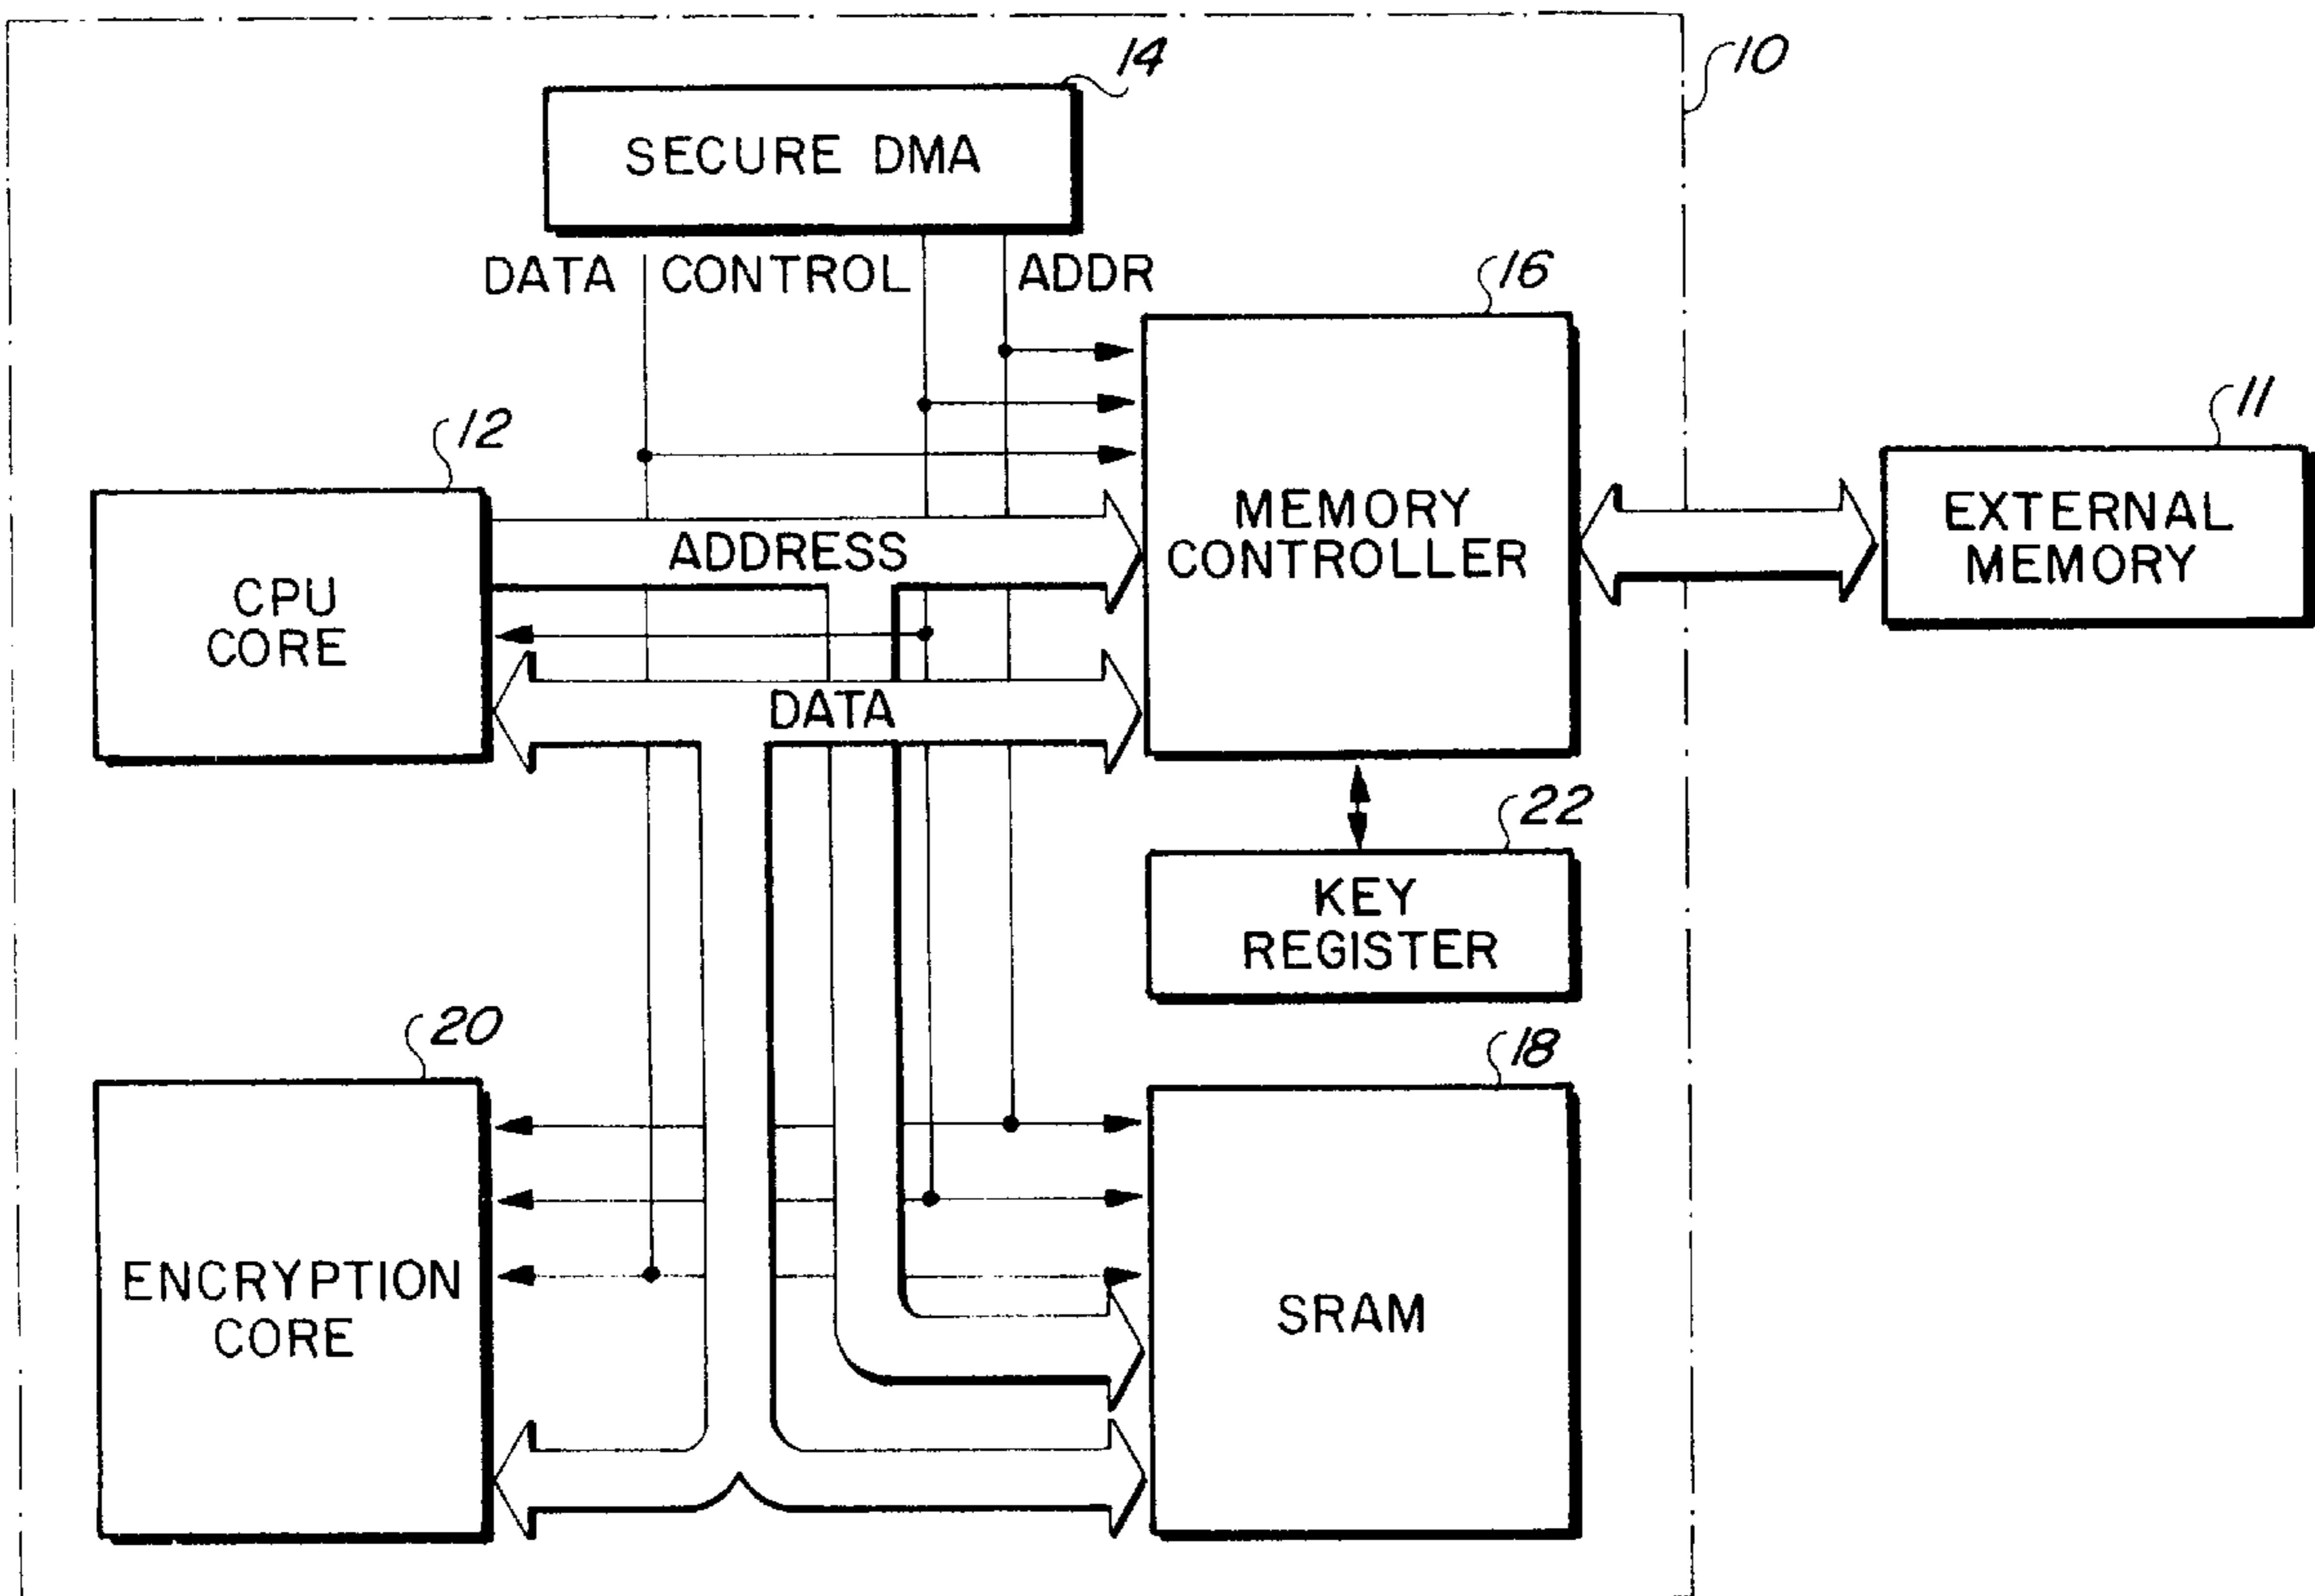 10
14
SECURE DMA
DATA CONTROL ADDR
16
11
12
MEMORY
CONTROLLER
EXTERNAL
MEMORY
ADDRESS
CPU
CORE
DATA
22
KEY
REGISTER
20
18
ENCRYPTION
CORE
SRAM